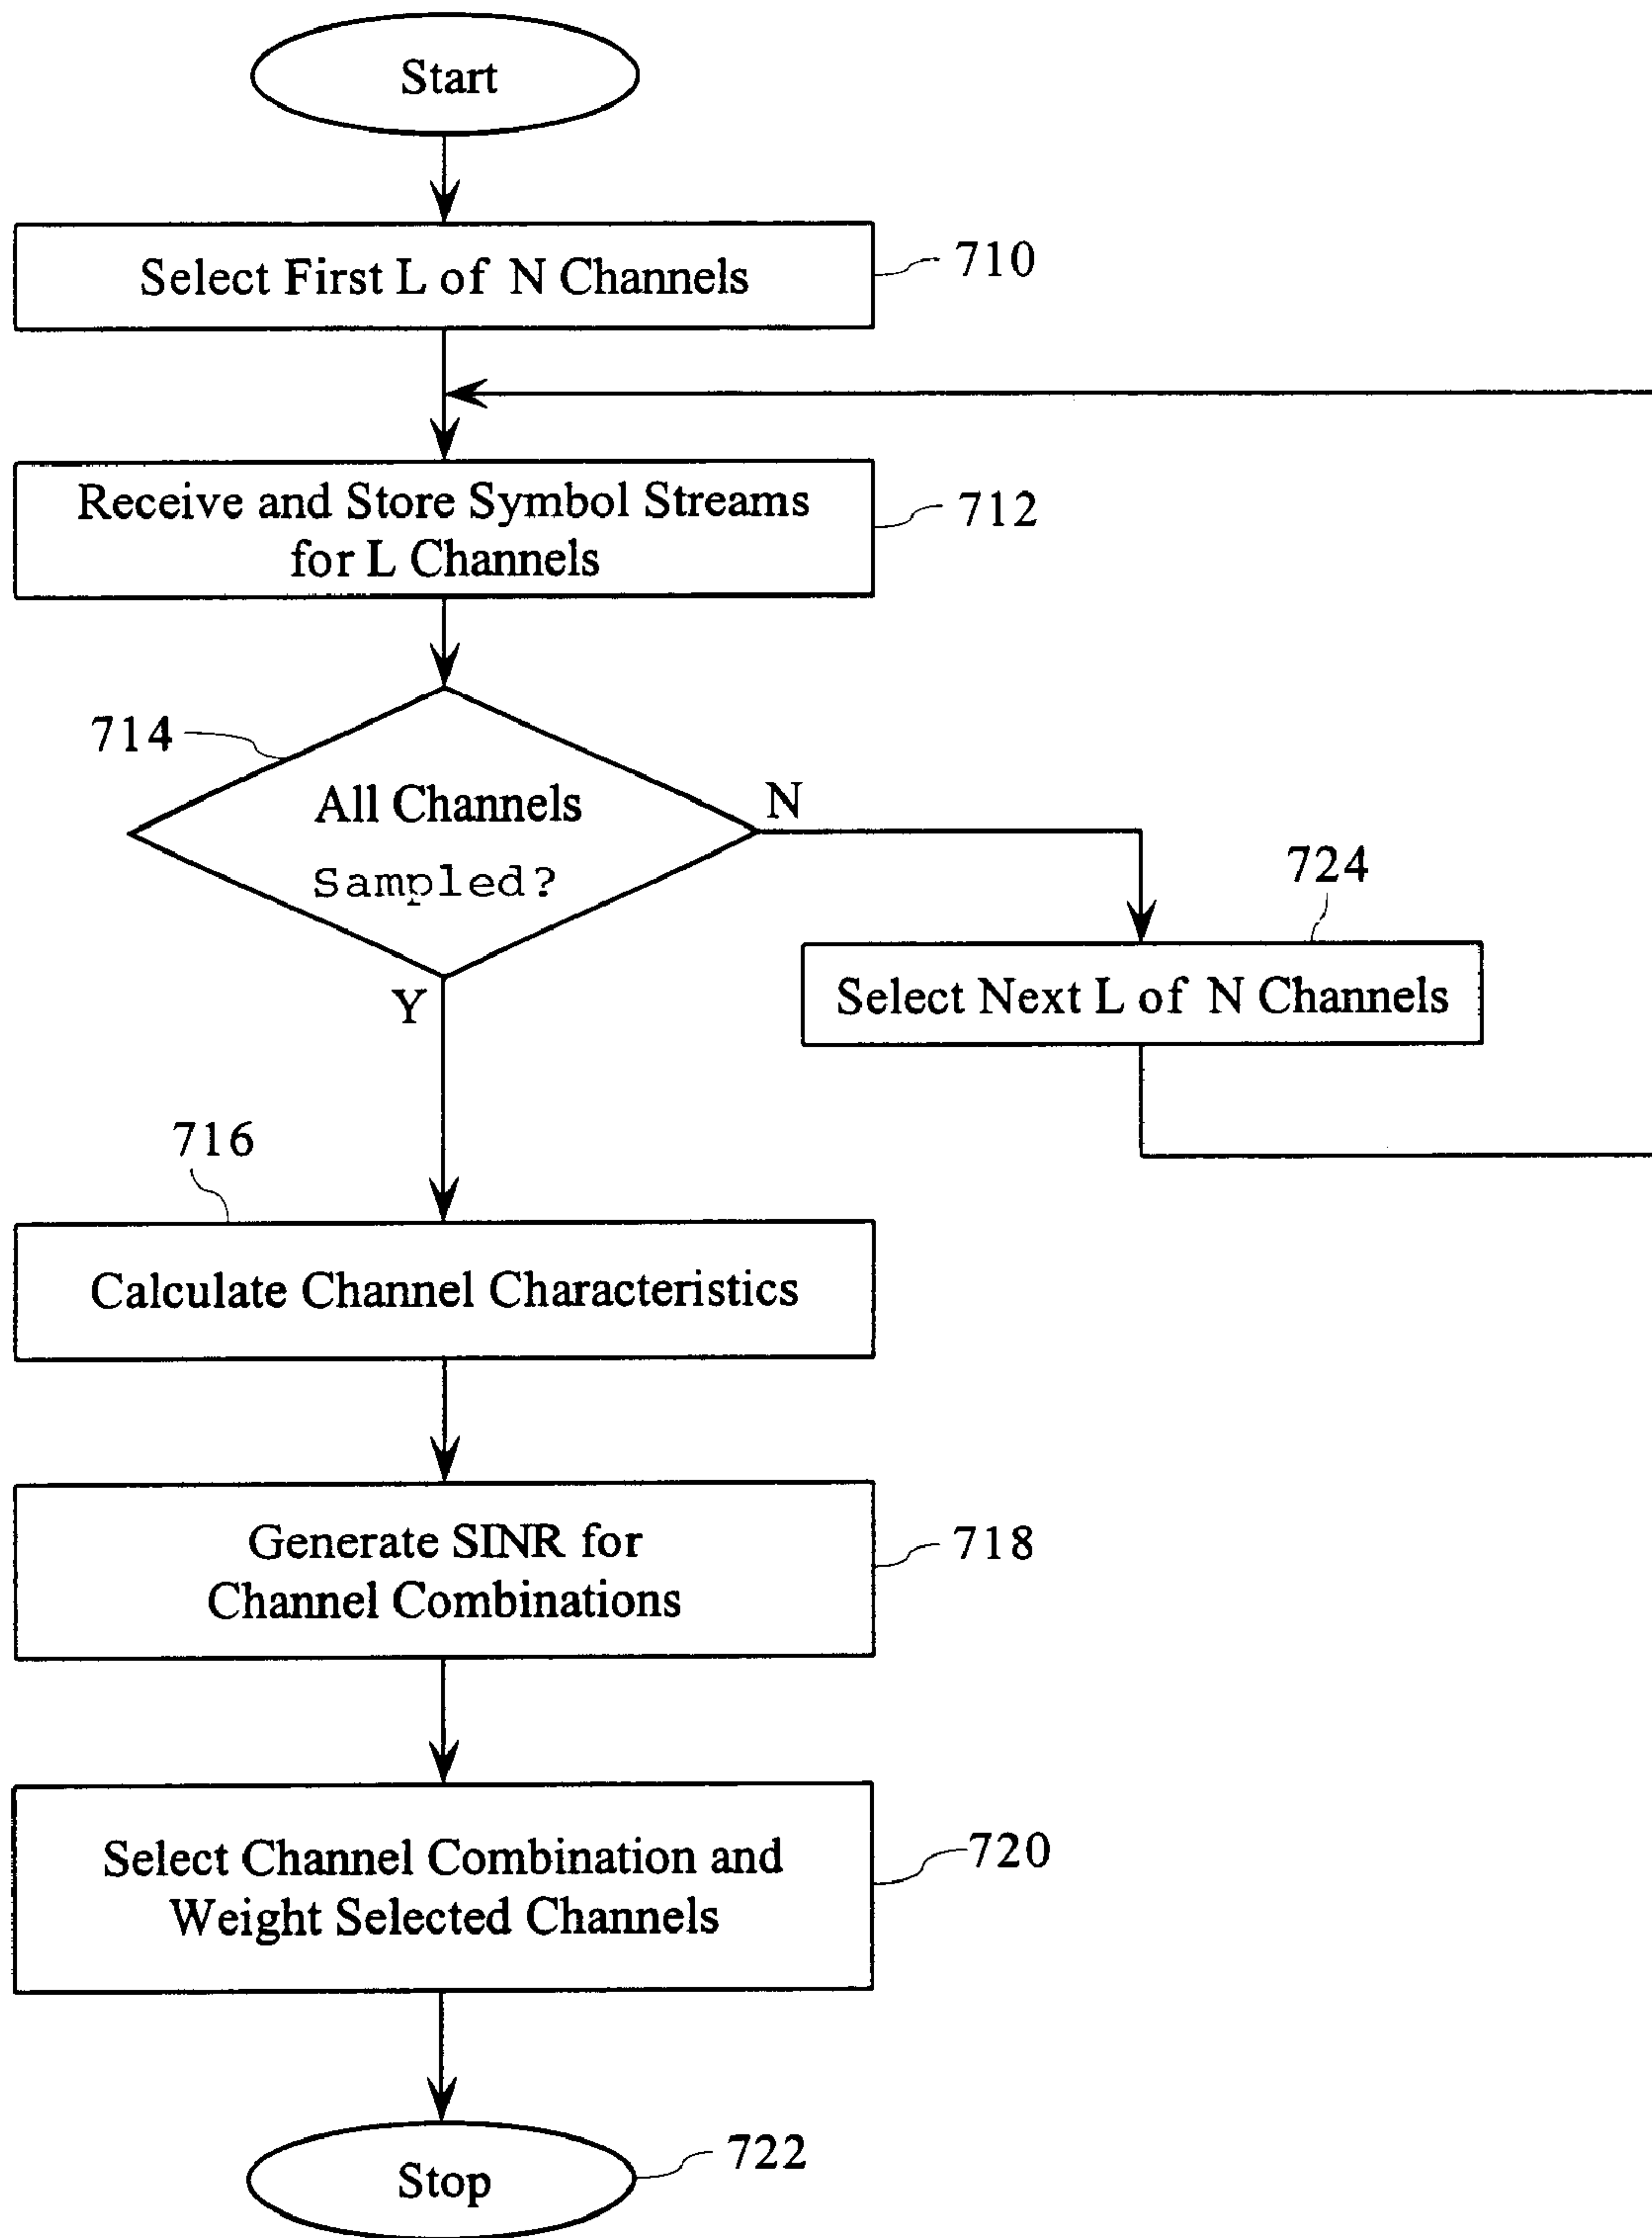 Start
Select First L of N Channels
710
Receive and Store Symbol Streams
for L Channels
712
714
All Channels
Sampled?
N
Y
724
Select Next L of N Channels
716
Calculate Channel Characteristics
Generate SINR for
Channel Combinations
718
Select Channel Combination and
Weight Selected Channels
720
Stop
722